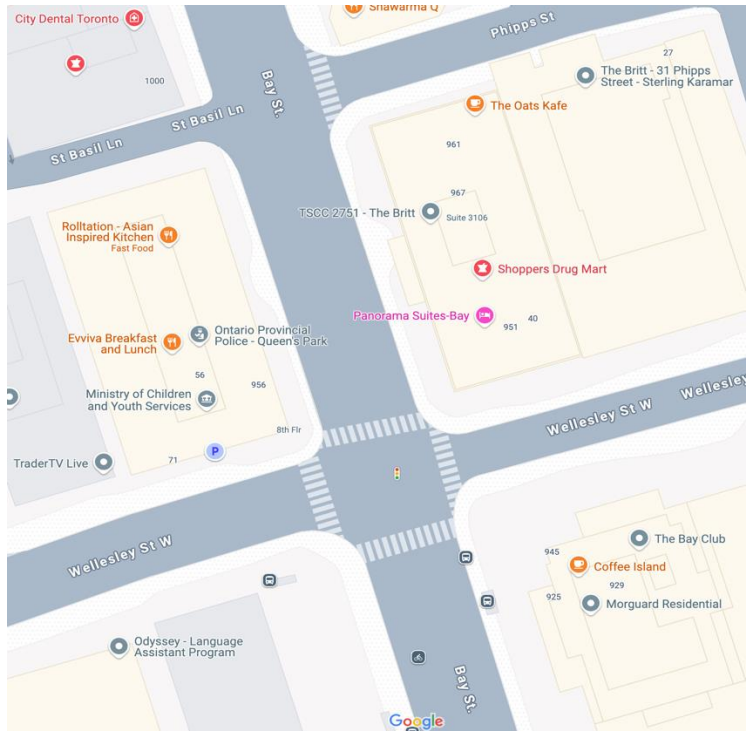 Shawarma Q
City Dental Toronto
Phipps St
27
1000
Bay St.
The Britt - 31 Phipps
Street - Sterling Karamar
The Oats Kafe
St Basil Ln
St Basil Ln
961
967
TSCC 2751 - The Britt
Suite 3106
Rolltation - Asian
Inspired Kitchen
Fast Food
Shoppers Drug Mart
Panorama Suites-Bay
951
40
Ontario Provincial
Police - Queen's Park
Evviva Breakfast
and Lunch
56
956
Ministry of Children
and Youth Services
Wellesley
Wellesley St W
8th Flr
P
71
TraderTV Live
Wellesley St W
The Bay Club
945
Coffee Island
929
925
Morguard Residential
Odyssey - Language
Assistant Program
Bay St.
Google